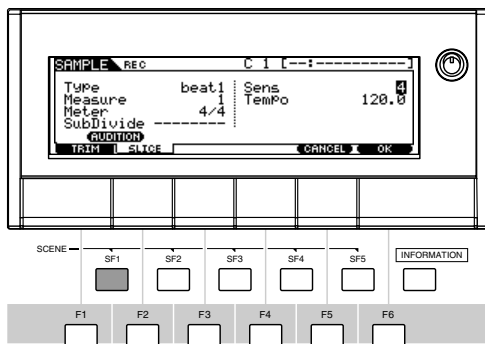 SAMPLE REC C 1 [--:----------]
Type beat1 Sens 4
Measure 1 Tempo 120.0
Meter 4/4
SubDivide --------
AUDITION
TRIM SLICE CANCEL OK
SCENE
SF1 SF2 SF3 SF4 SF5 INFORMATION
F1 F2 F3 F4 F5 F6